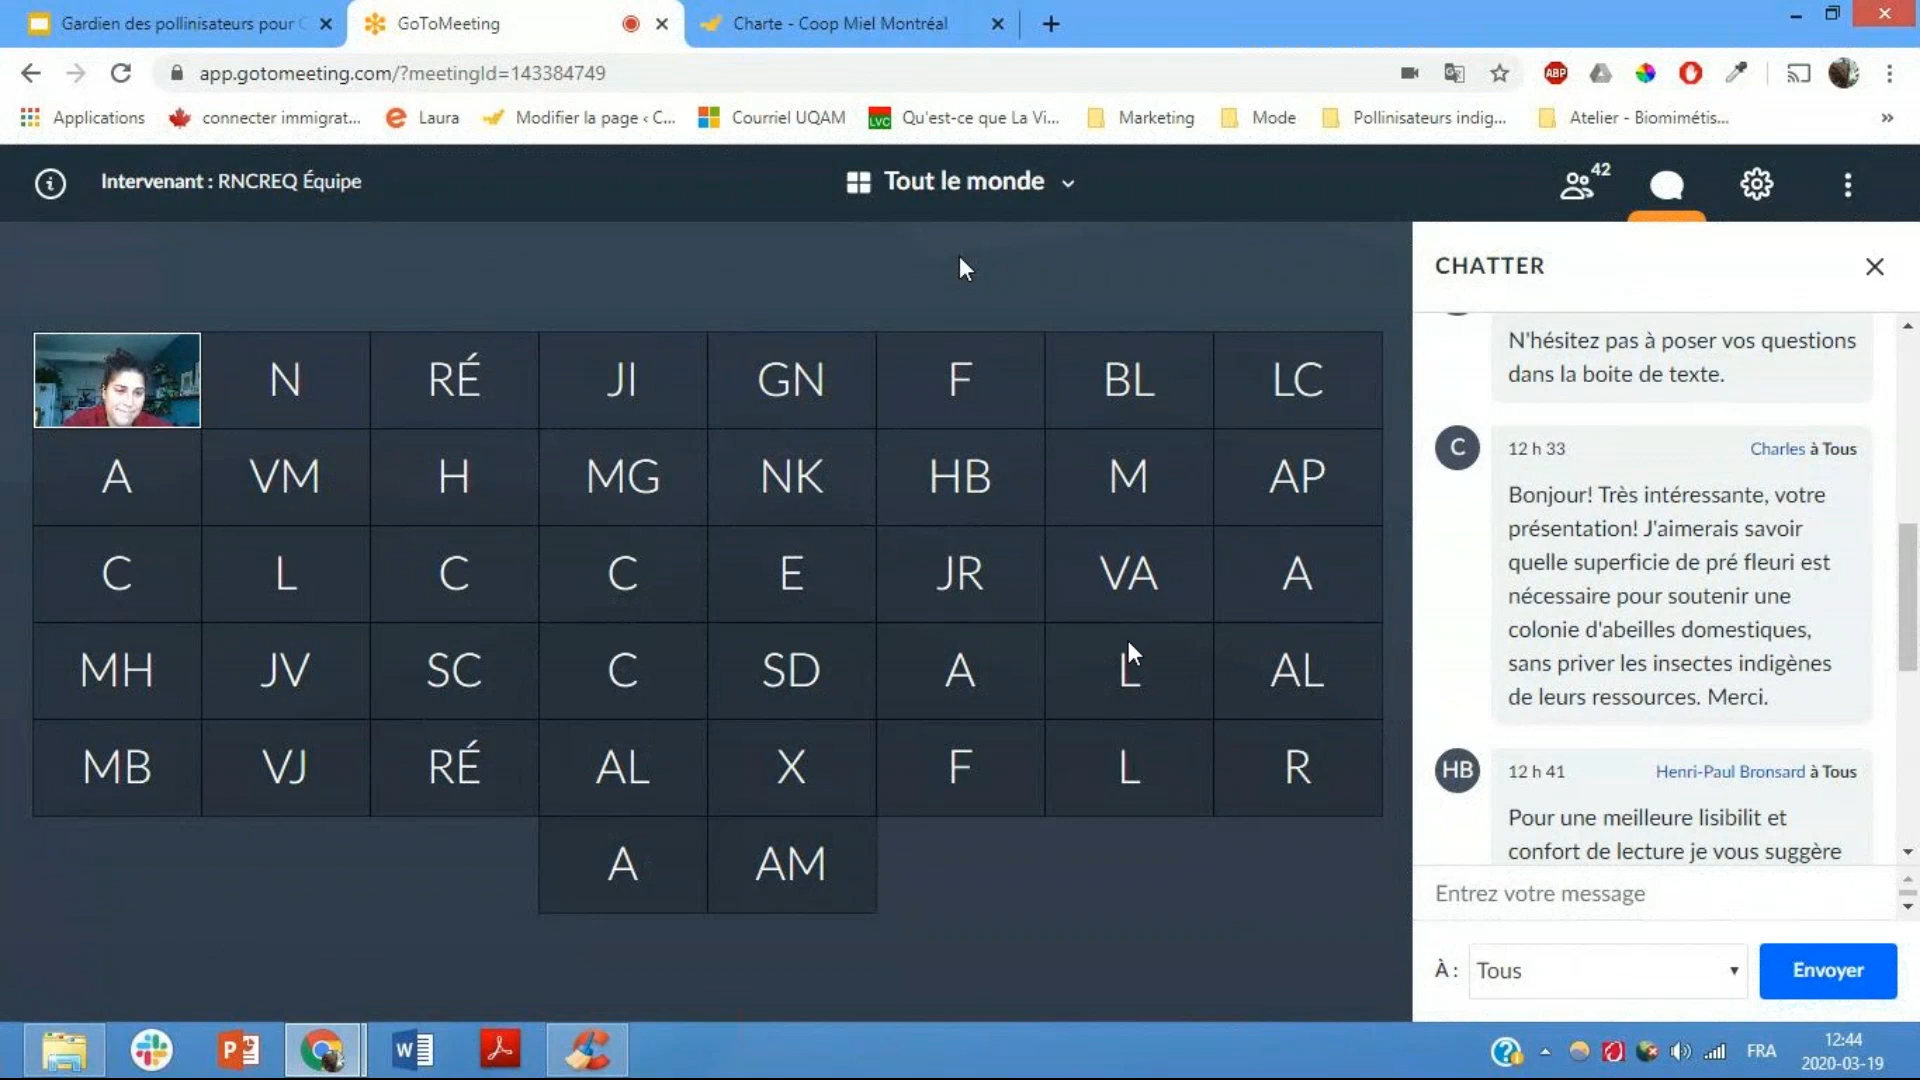 Gardien des pollinisateurs pour C
GoToMeeting
Charte - Coop Miel Montréal
app.gotomeeting.com/?meetingId=143384749
ABP
Applications
connecter immigrat...
Laura
Modifier la page ‹ C...
Courriel UQAM
LVC
Qu'est-ce que La Vi...
Marketing
Mode
Pollinisateurs indig...
Atelier - Biomimétis...
Intervenant : RNCREQ Équipe
Tout le monde
42
N RÉ JI GN F BL LC
A VM H MG NK HB M AP
C L C C E JR VA A
MH JV SC C SD A L AL
MB VJ RÉ AL X F L R
A AM
CHATTER
N'hésitez pas à poser vos questions
dans la boite de texte.
C
12 h 33 Charles à Tous
Bonjour! Très intéressante, votre
présentation! J'aimerais savoir
quelle superficie de pré fleuri est
nécessaire pour soutenir une
colonie d'abeilles domestiques,
sans priver les insectes indigènes
de leurs ressources. Merci.
HB
12 h 41 Henri-Paul Bronsard à Tous
Pour une meilleure lisibilit et
confort de lecture je vous suggère
Entrez votre message
À : Tous
Envoyer
FRA
12:44
2020-03-19